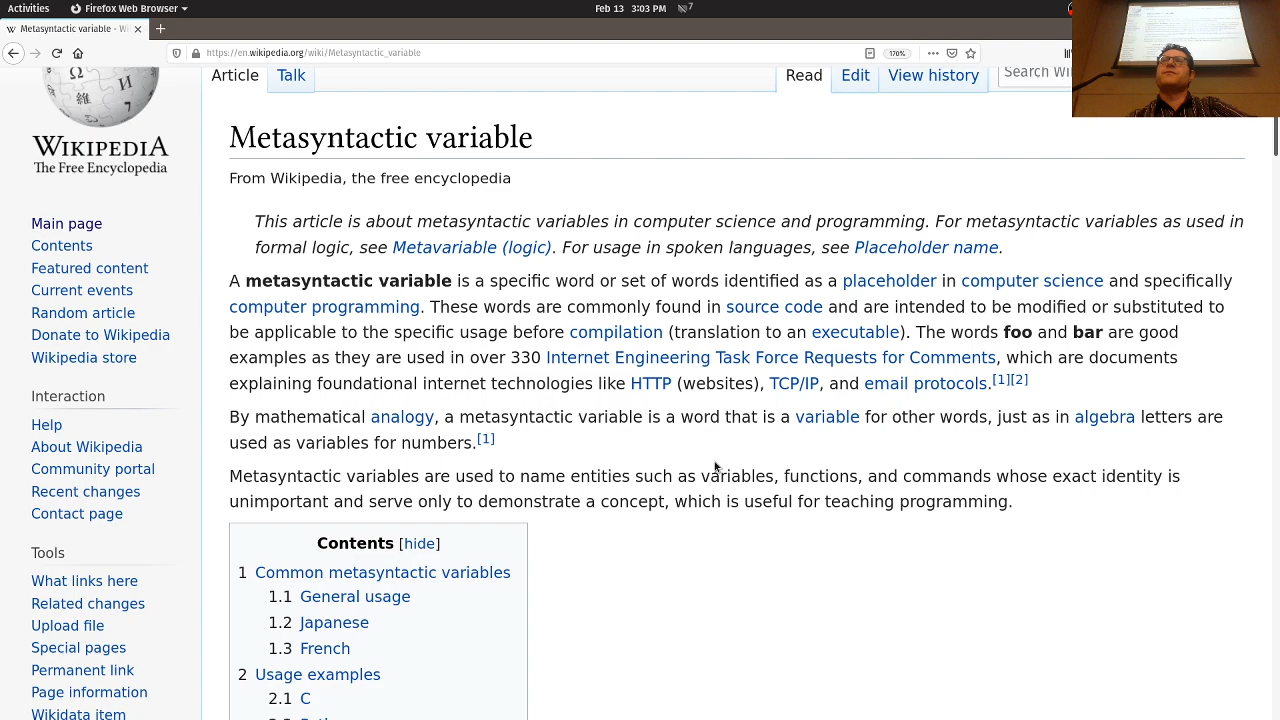 Activities
Firefox Web Browser
Feb 13 3:03 PM
7
W Metasyntactic variable - Wi
https://en.wikiped
metasyntactic_variable
WIKIPEDIA
The Free Encyclopedia
Main page
Contents
Featured content
Current events
Random article
Donate to Wikipedia
Wikipedia store
Interaction
Help
About Wikipedia
Community portal
Recent changes
Contact page
Tools
What links here
Related changes
Upload file
Special pages
Permanent link
Page information
Wikidata item
Article Talk
Read Edit View history
Search Wi
Metasyntactic variable
From Wikipedia, the free encyclopedia
This article is about metasyntactic variables in computer science and programming. For metasyntactic variables as used in
formal logic, see Metavariable (logic). For usage in spoken languages, see Placeholder name.
A metasyntactic variable is a specific word or set of words identified as a placeholder in computer science and specifically
computer programming. These words are commonly found in source code and are intended to be modified or substituted to
be applicable to the specific usage before compilation (translation to an executable). The words foo and bar are good
examples as they are used in over 330 Internet Engineering Task Force Requests for Comments, which are documents
explaining foundational internet technologies like HTTP (websites), TCP/IP, and email protocols.[1][2]
By mathematical analogy, a metasyntactic variable is a word that is a variable for other words, just as in algebra letters are
used as variables for numbers.[1]
Metasyntactic variables are used to name entities such as variables, functions, and commands whose exact identity is
unimportant and serve only to demonstrate a concept, which is useful for teaching programming.
Contents [hide]
1 Common metasyntactic variables
1.1 General usage
1.2 Japanese
1.3 French
2 Usage examples
2.1 C